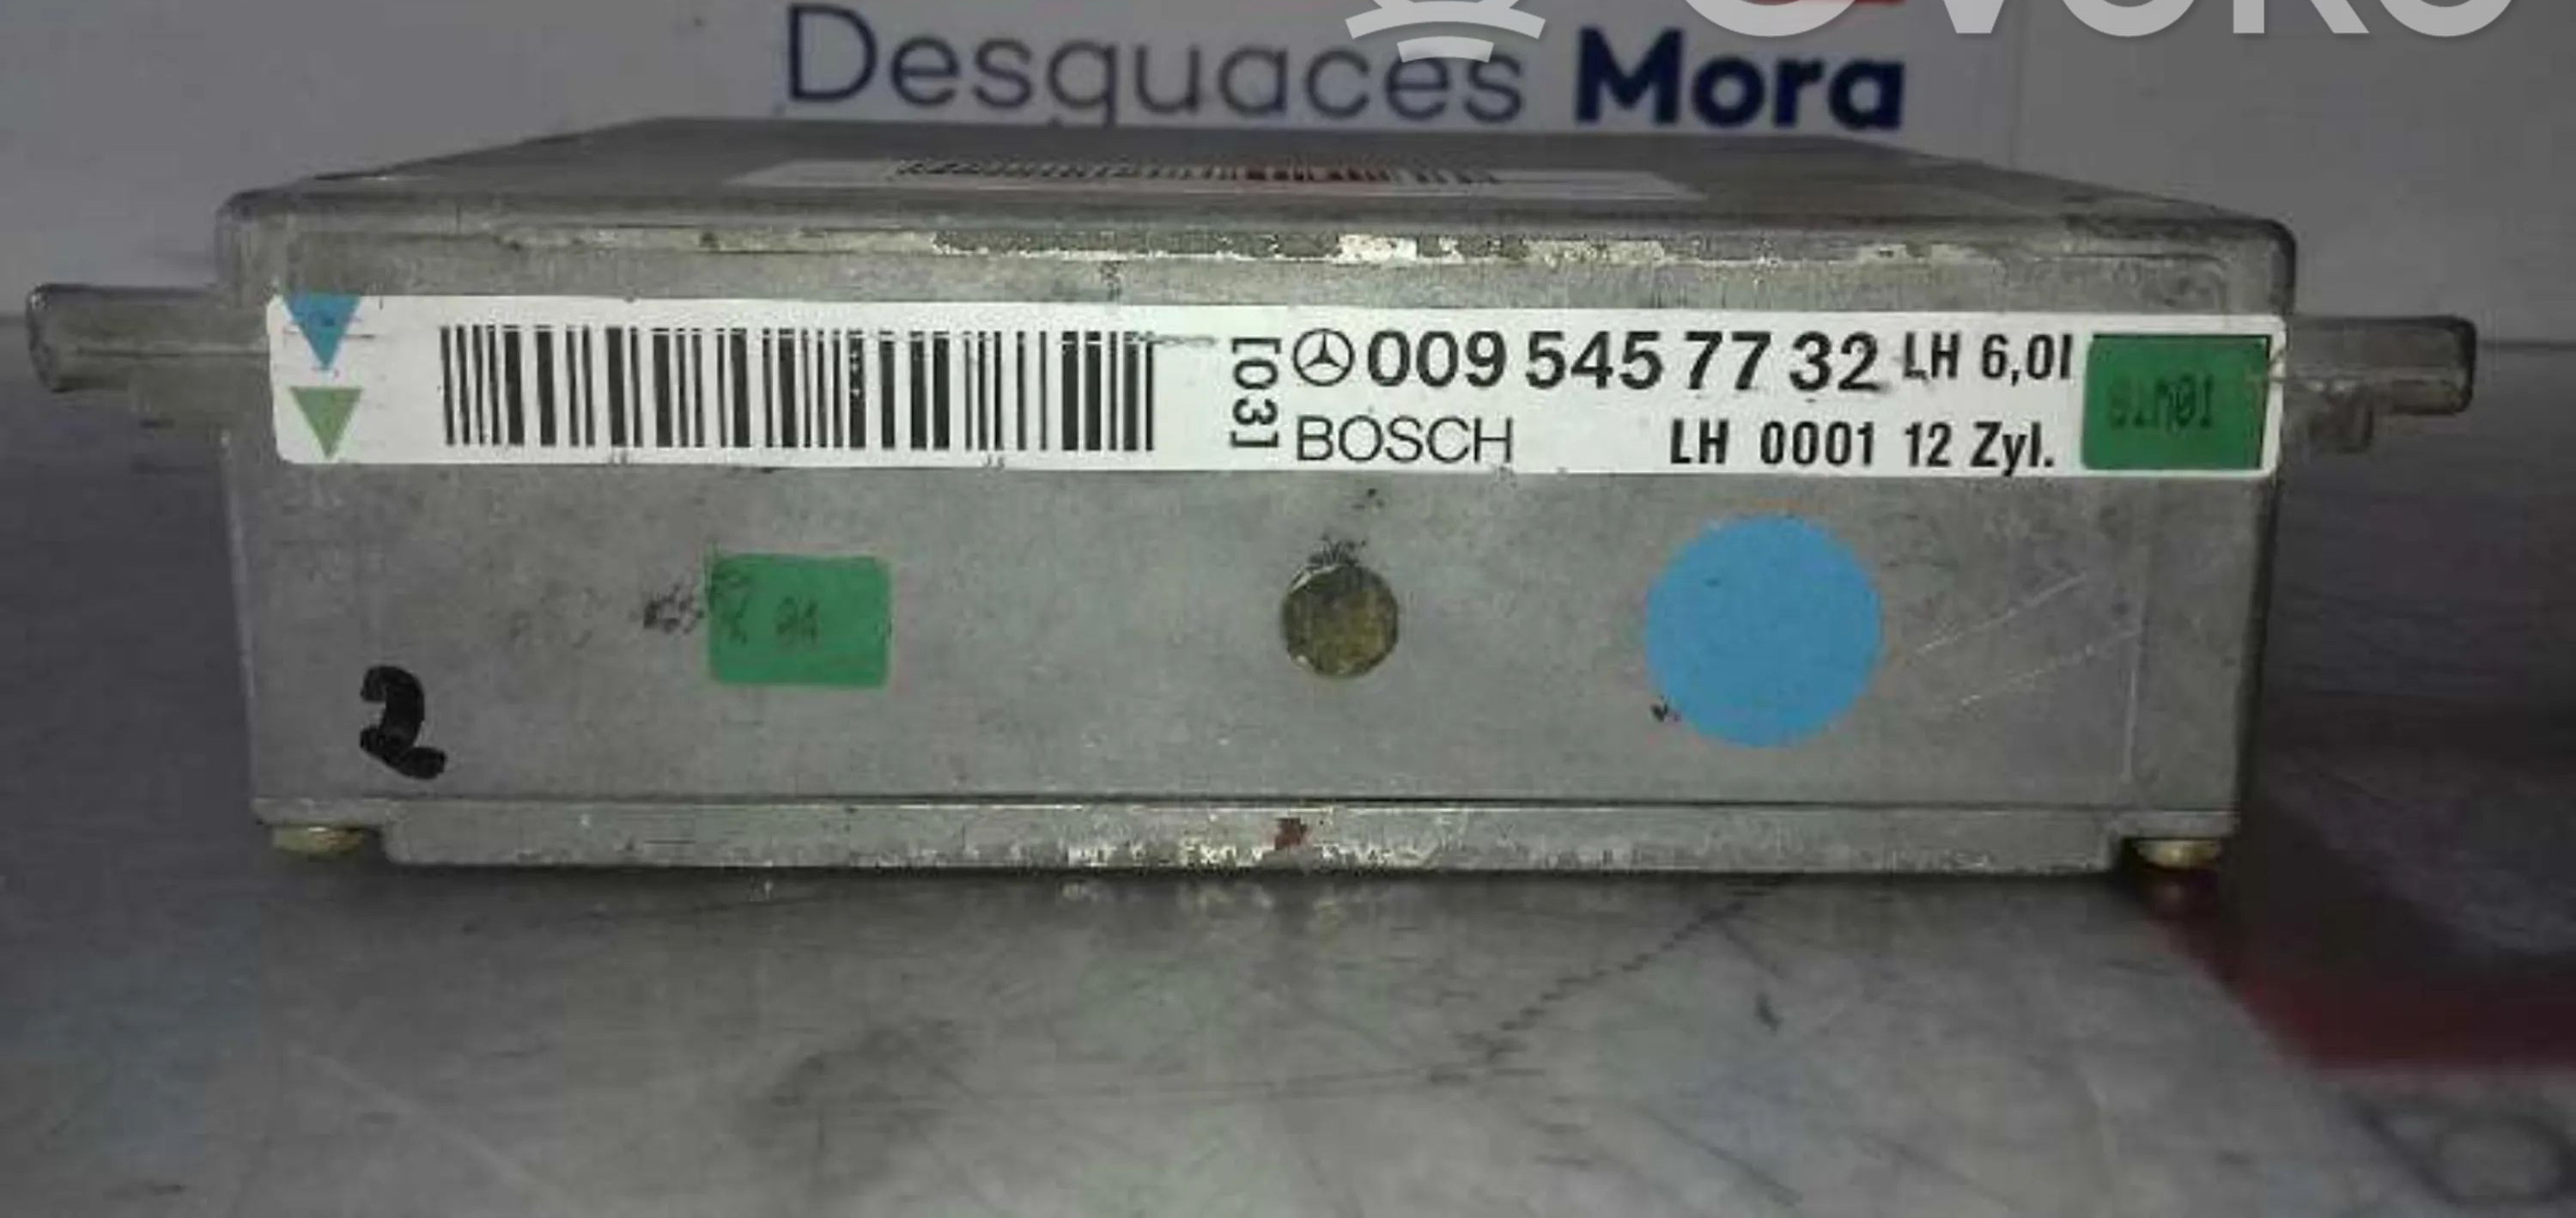 Desguaces Mora
[03]
009 545 77 32 LH 6,0l
BOSCH LH 0001 12 Zyl.
2